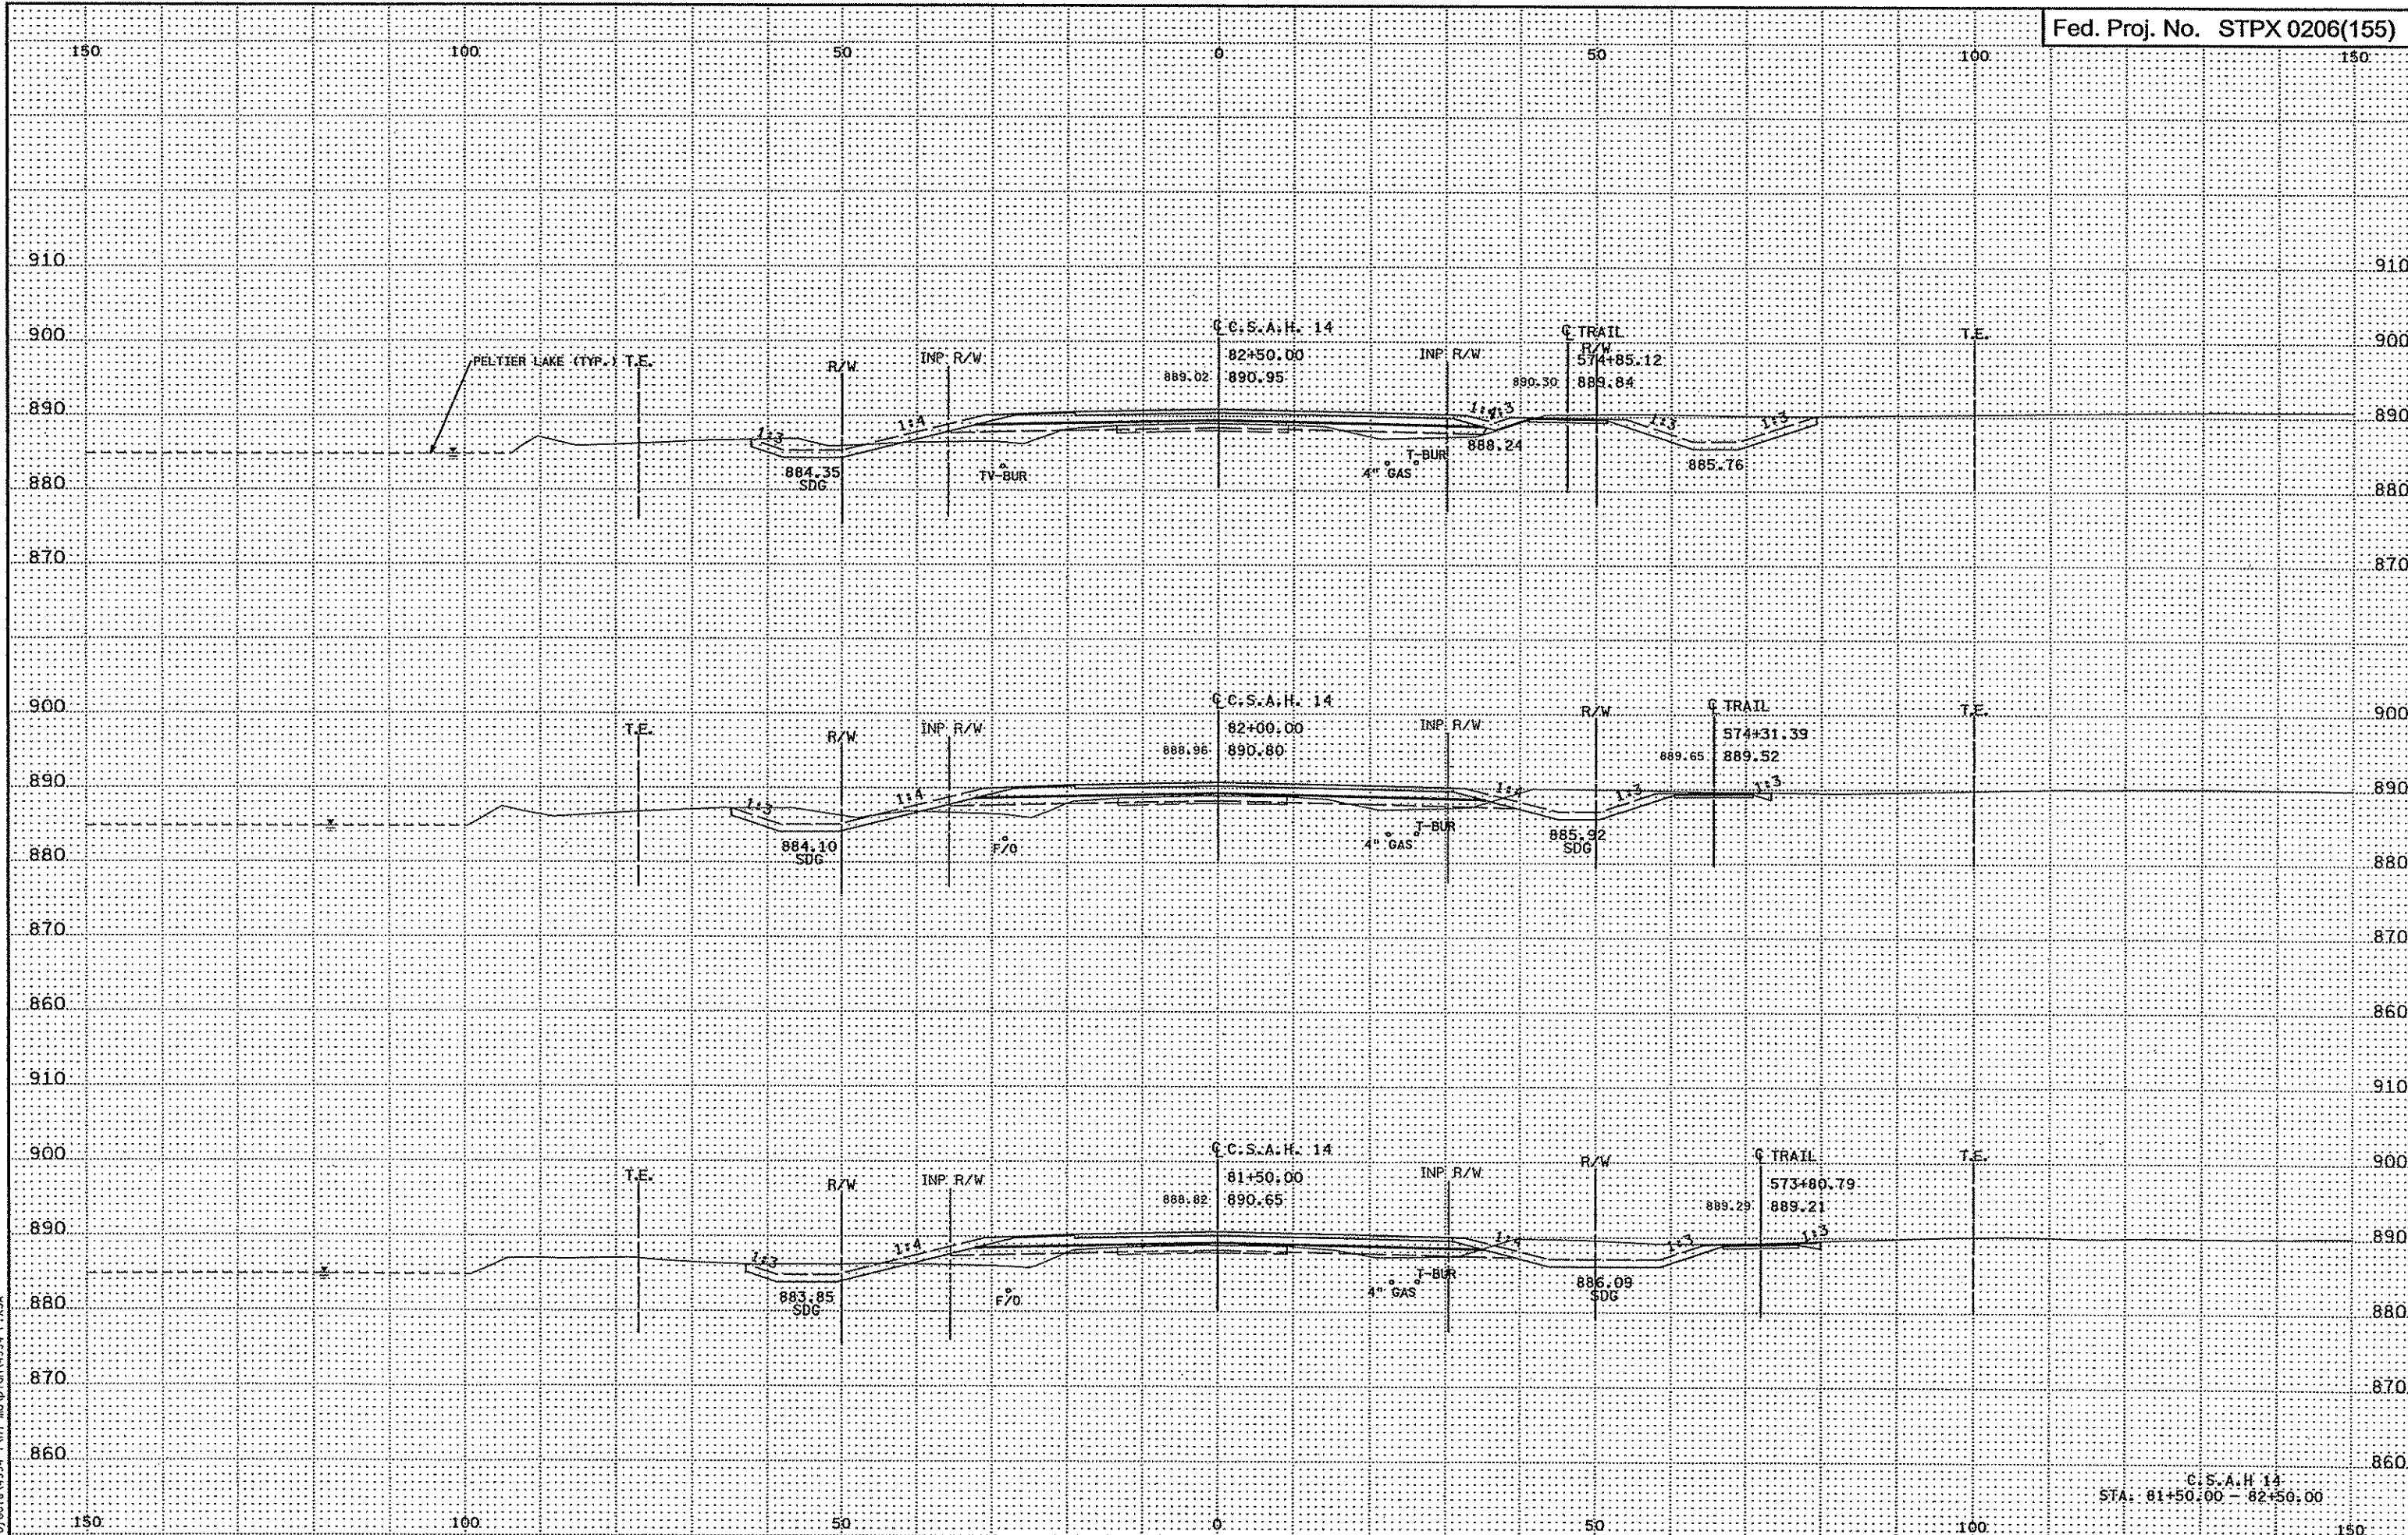 Fed. Proj. No. STPX 0206(155)
150 100 50 0 50 100 150
910 910
900 900
℄ C.S.A.H. 14
℄ TRAIL
T.E.
PELTIER LAKE (TYP.) T.E.
R/W
INP R/W
82+50.00
INP R/W
R/W
574+85.12
889.02 890.95
890.30 889.84
890 890
1:3
1:4
1:4
1:3
1:3
1:3
884.35
SDG
TV-BUR
4" GAS
T-BUR
888.24
885.76
880 880
870 870
900 900
℄ C.S.A.H. 14
℄ TRAIL
T.E.
R/W
INP R/W
82+00.00
INP R/W
R/W
574+31.39
T.E.
888.96 890.80
889.65 889.52
890 890
1:3
1:4
1:4
1:3
1:3
884.10
SDG
F/O
4" GAS
T-BUR
885.92
SDG
880 880
870 870
860 860
910 910
900 900
℄ C.S.A.H. 14
℄ TRAIL
T.E.
R/W
INP R/W
81+50.00
INP R/W
R/W
573+80.79
T.E.
888.82 890.65
889.29 889.21
890 890
1:3
1:4
1:4
1:3
1:3
883.85
SDG
F/O
4" GAS
T-BUR
886.09
SDG
880 880
870 870
860 860
C.S.A.H 14
STA. 81+50.00 - 82+50.00
150 100 50 0 50 100 150